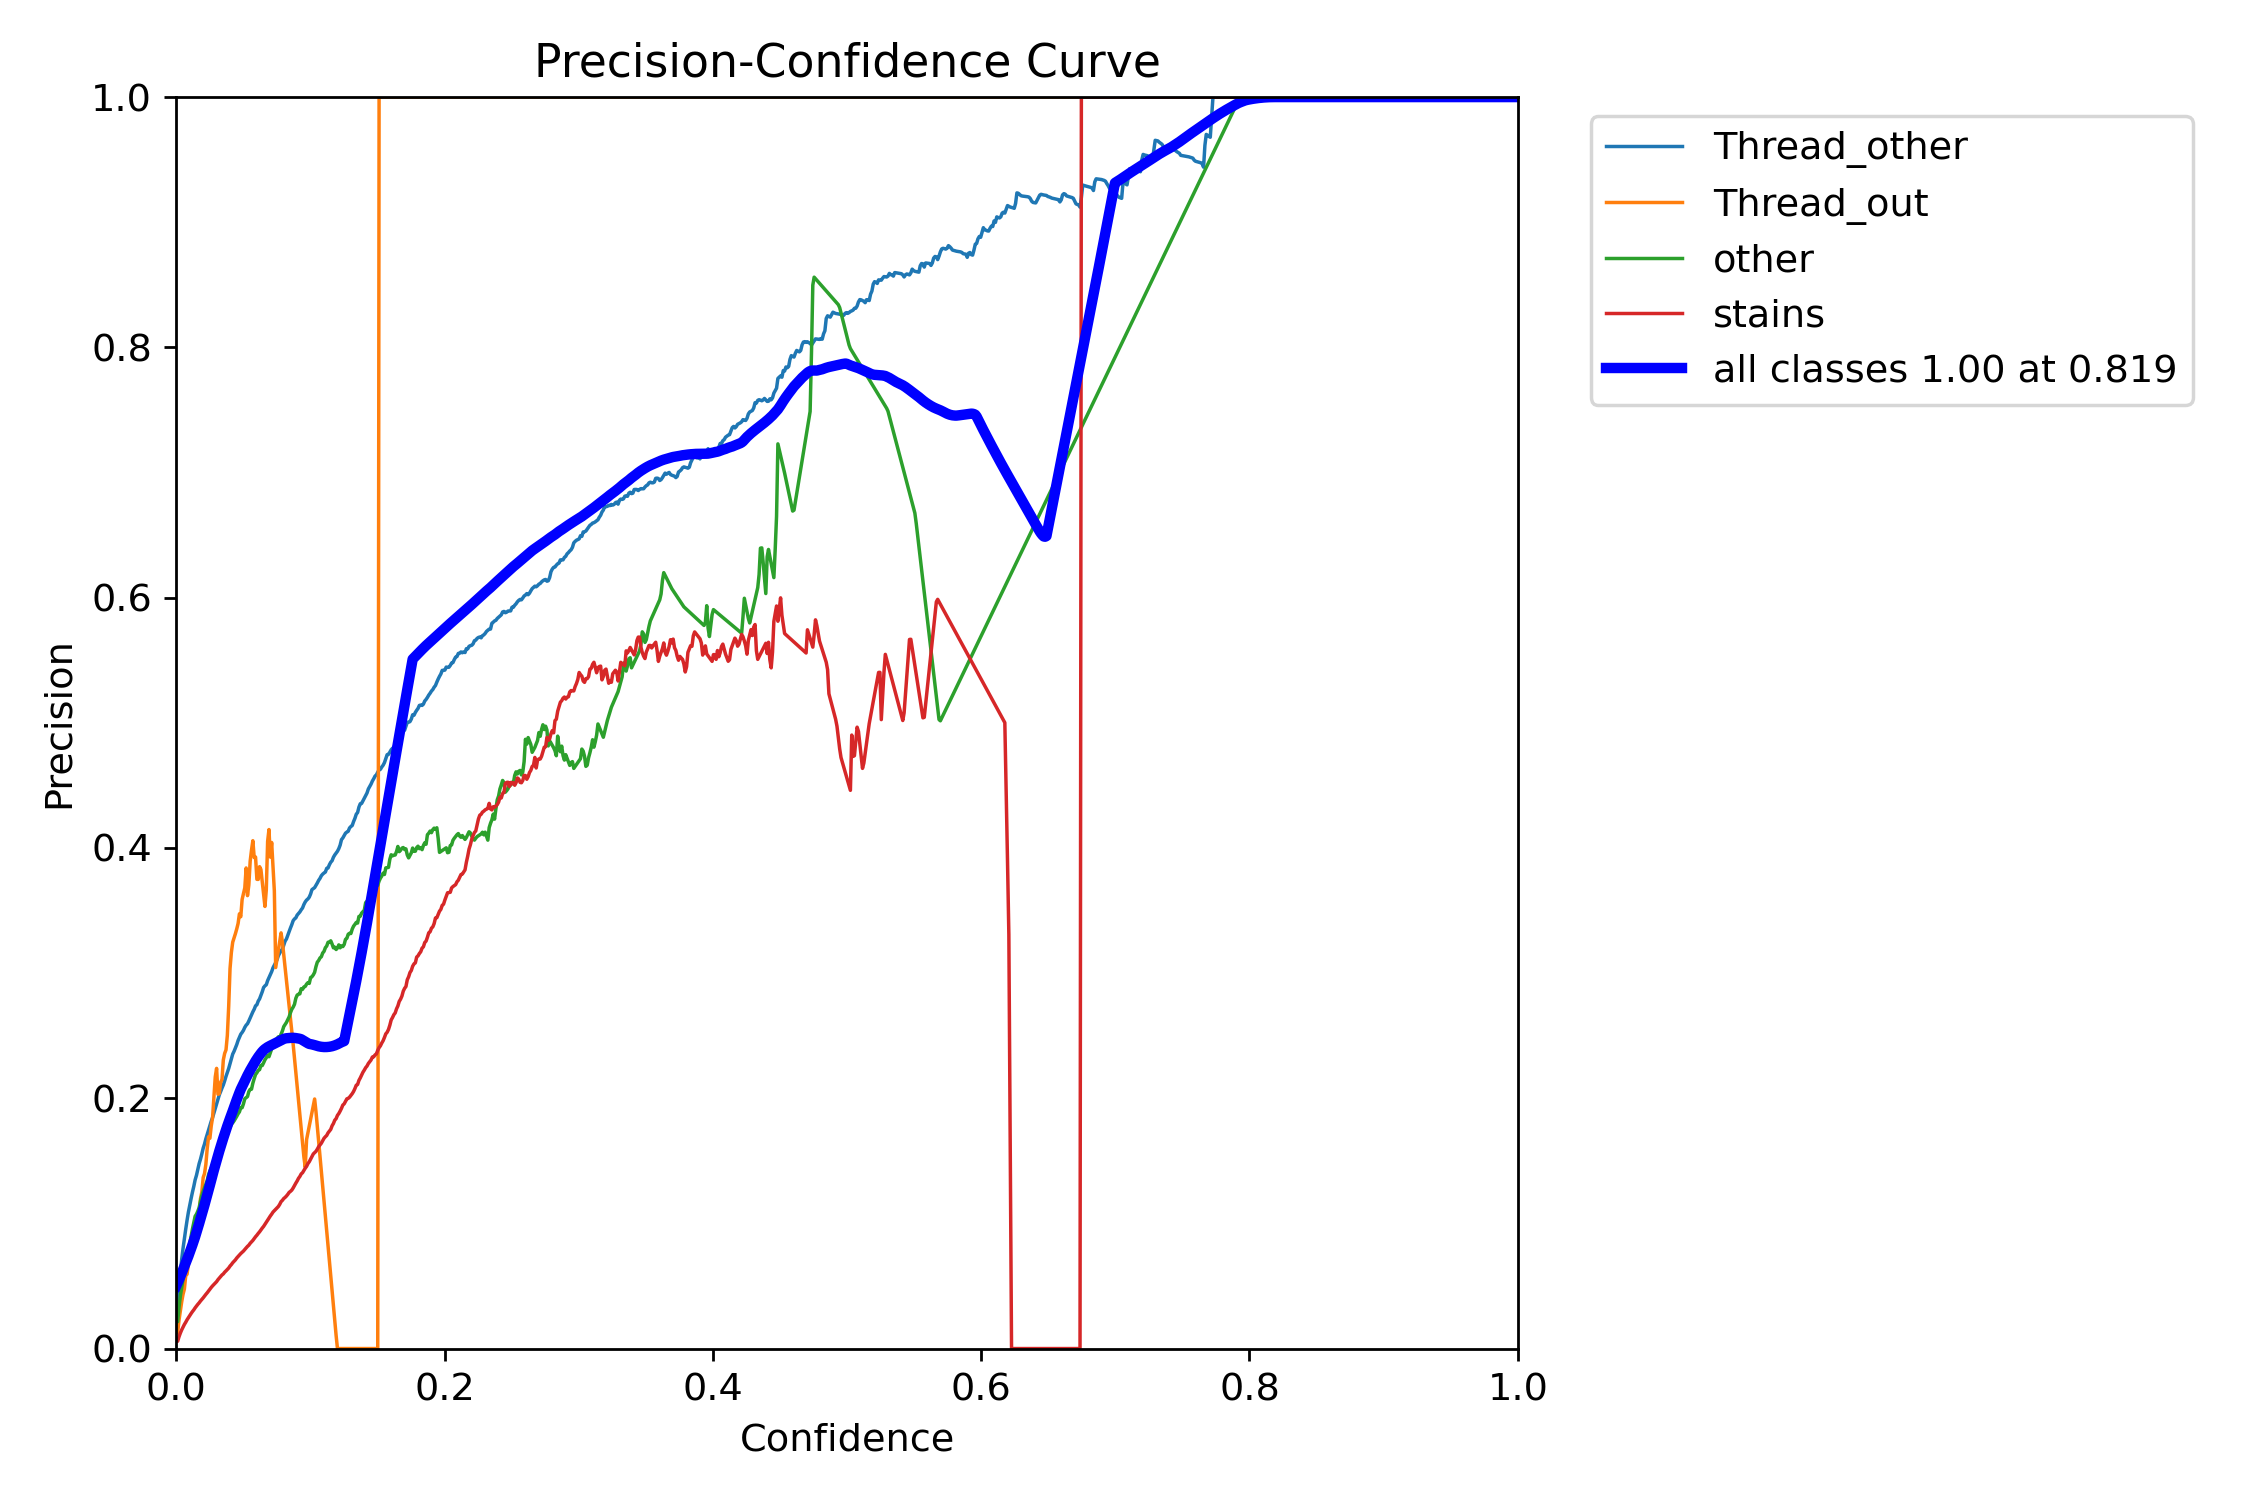 Precision-Confidence Curve
1.0
0.8
0.6
0.4
0.2
0.0
Precision
0.0 0.2 0.4 0.6 0.8 1.0
Confidence
Thread_other
Thread_out
other
stains
all classes 1.00 at 0.819